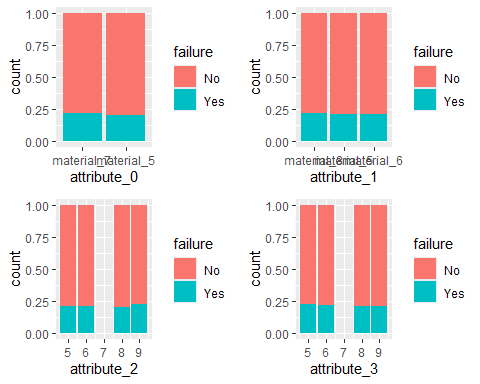 1.00
0.75
0.50
0.25
0.00
count
material_7 material_5
attribute_0
failure
No
Yes
1.00
0.75
0.50
0.25
0.00
count
material_8 material_5 material_6
attribute_1
failure
No
Yes
1.00
0.75
0.50
0.25
0.00
count
5 6 7 8 9
attribute_2
failure
No
Yes
1.00
0.75
0.50
0.25
0.00
count
5 6 7 8 9
attribute_3
failure
No
Yes